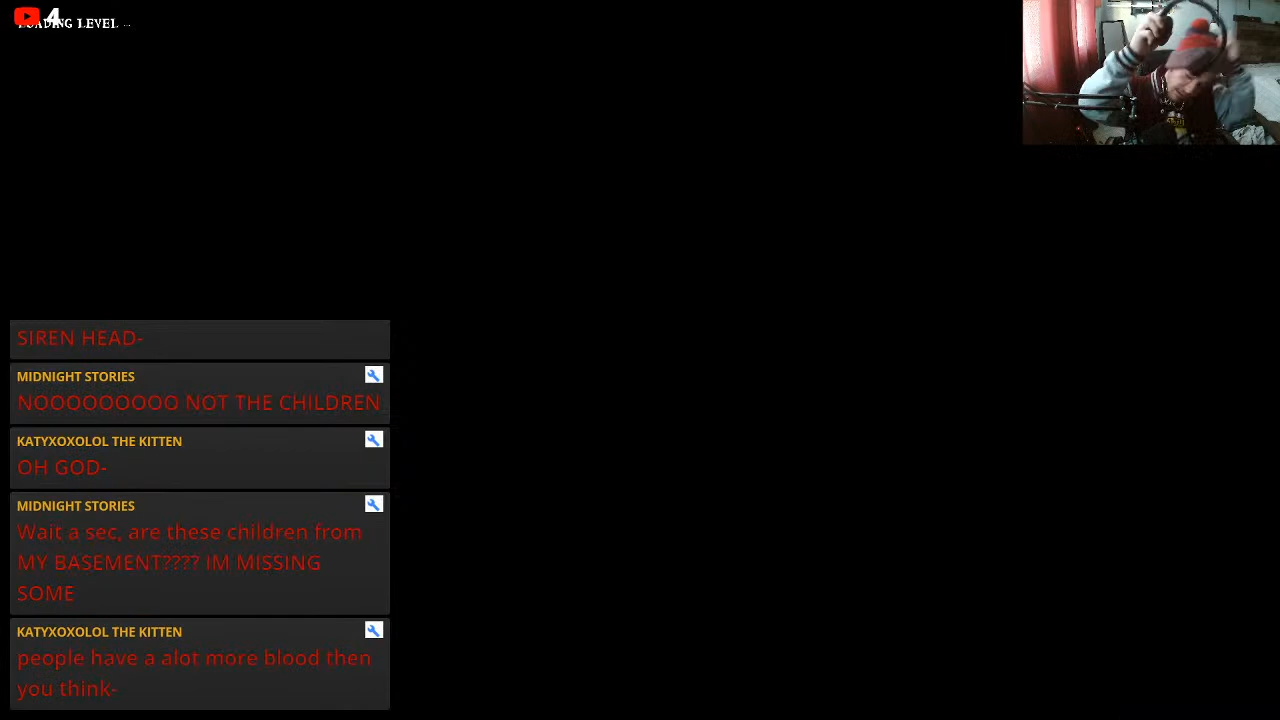 4
LOADING LEVEL ...
SIREN HEAD-
MIDNIGHT STORIES
NOOOOOOOOO NOT THE CHILDREN
KATYXOXOLOL THE KITTEN
OH GOD-
MIDNIGHT STORIES
Wait a sec, are these children from
MY BASEMENT???? IM MISSING
SOME
KATYXOXOLOL THE KITTEN
people have a alot more blood then
you think-